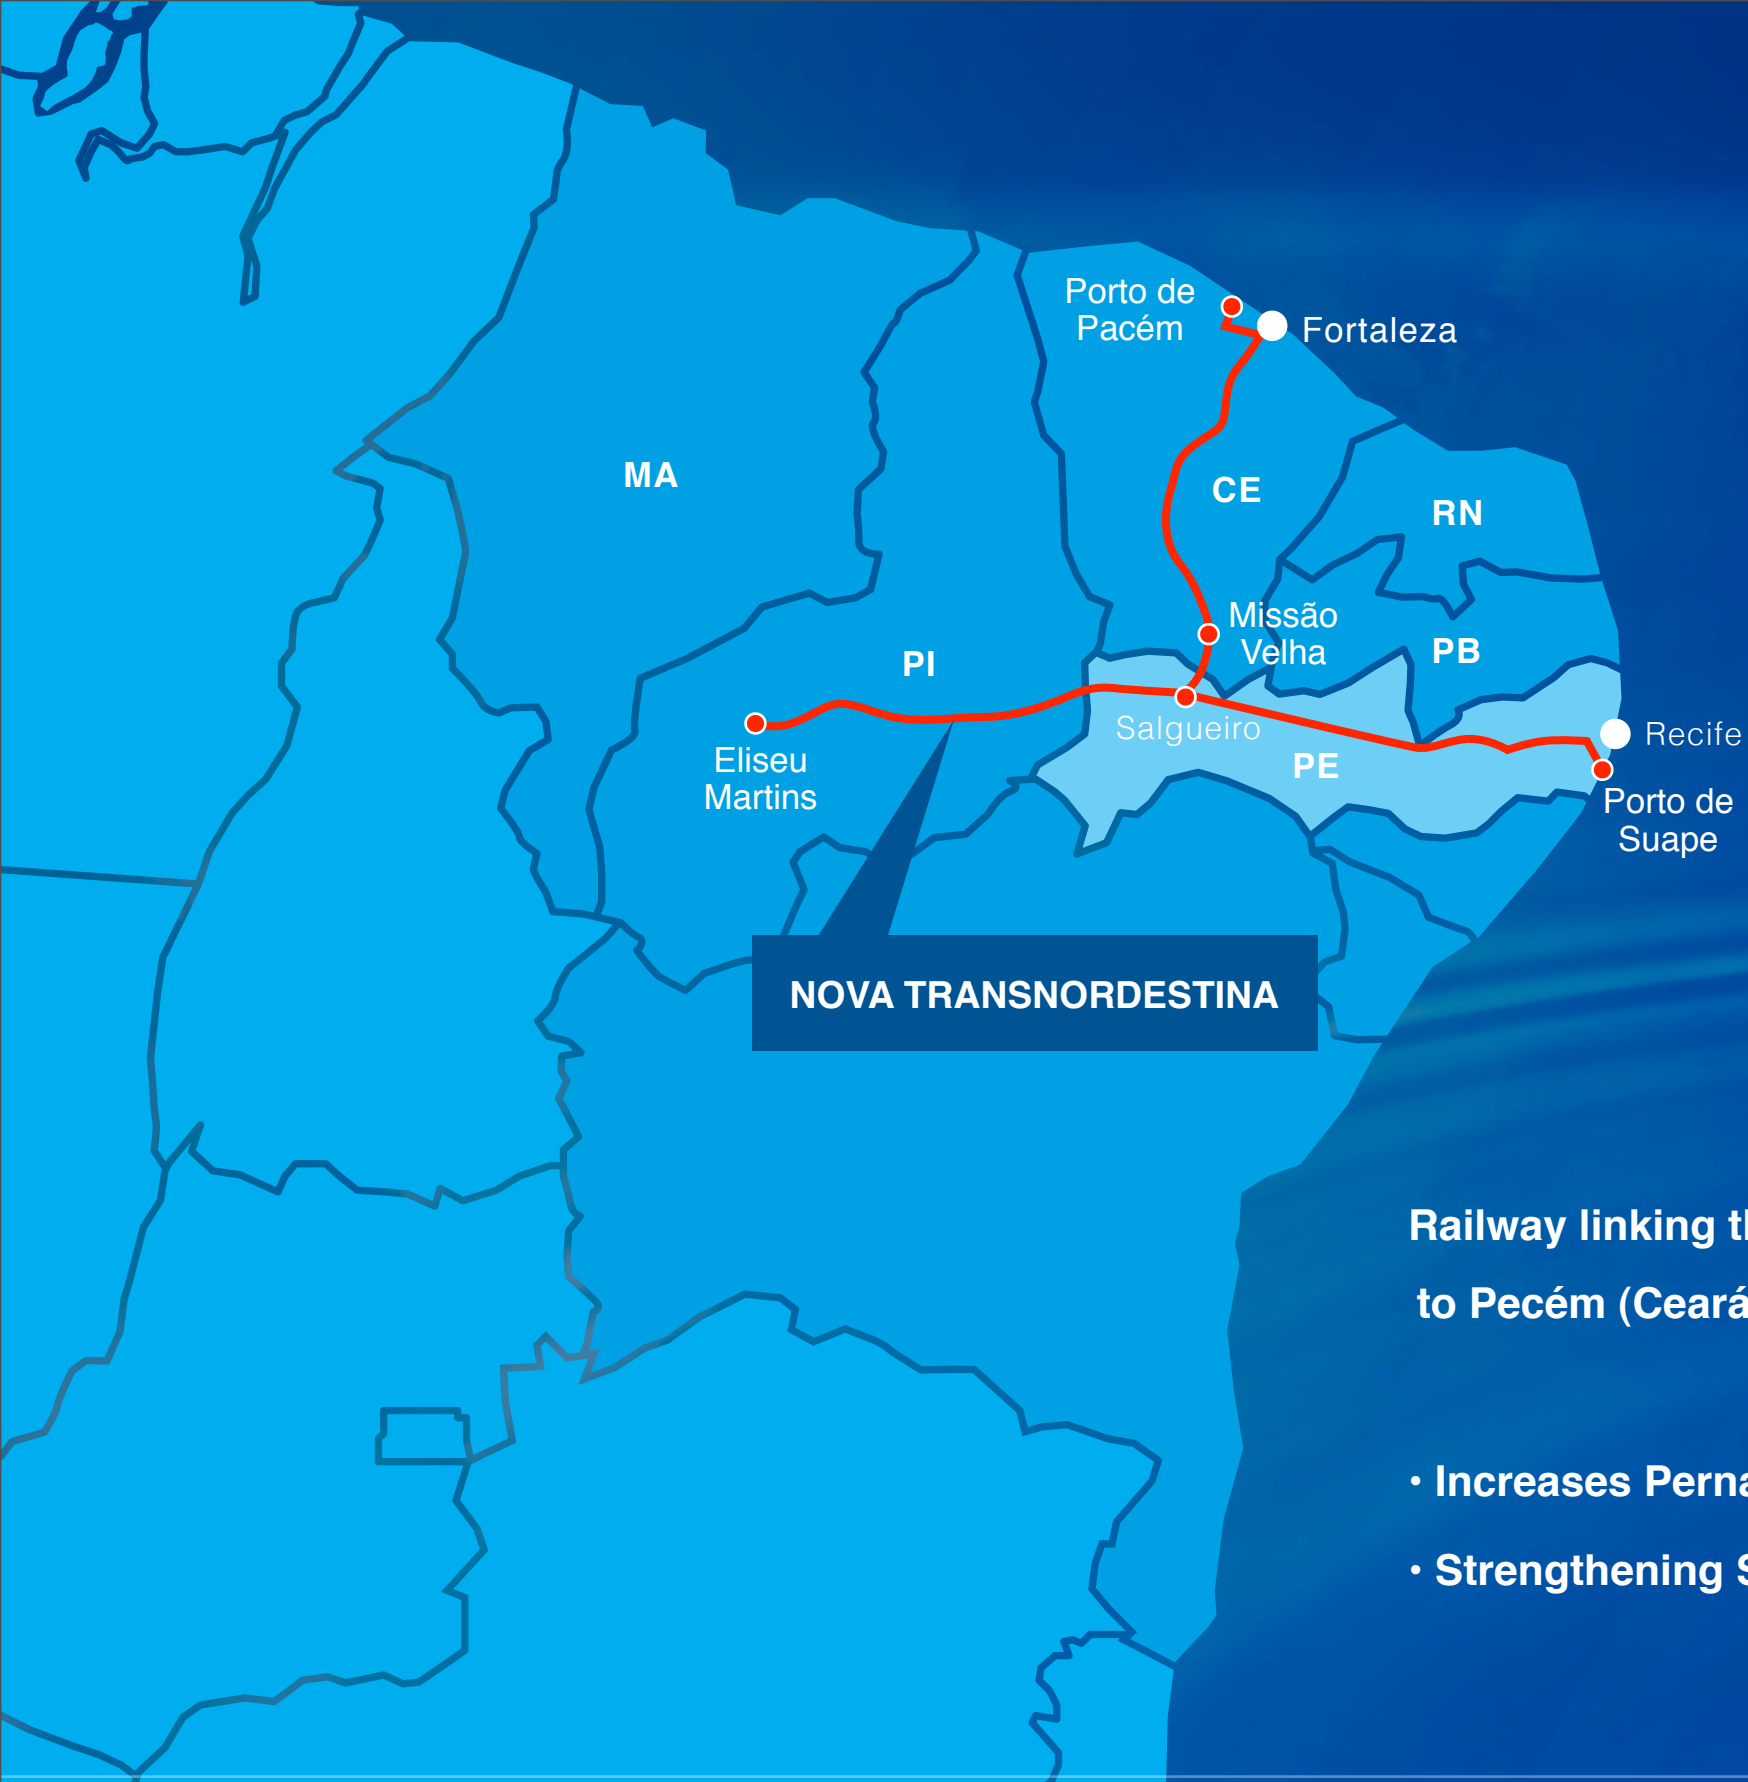 Porto de
Pacém
Fortaleza
MA
CE
RN
Missão
Velha
PB
PI
Salgueiro
Recife
Eliseu
Martins
PE
Porto de
Suape
NOVA TRANSNORDESTINA
Railway linking
to Pecém (Ceará
• Increases
• Strengthening